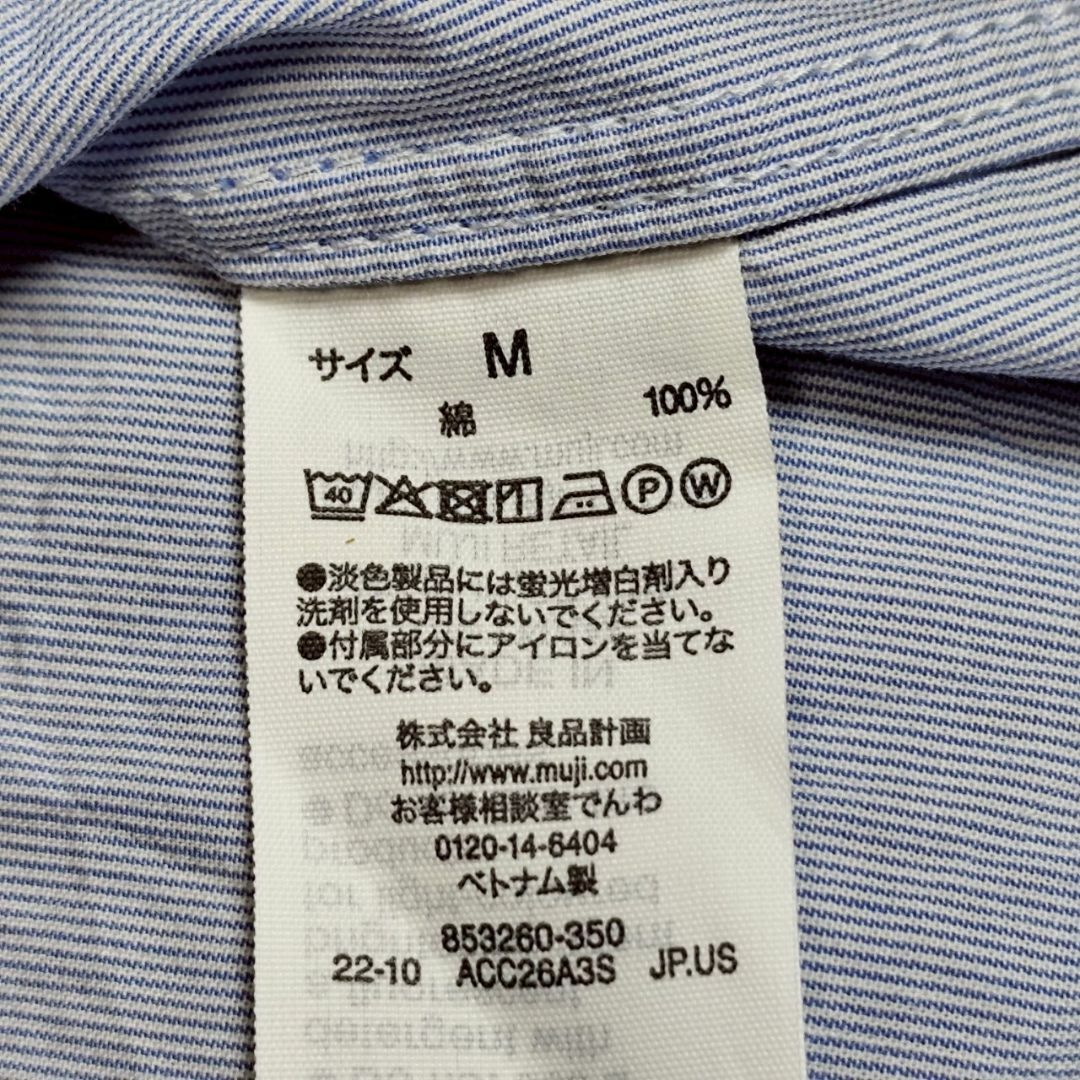 サイズ M
綿 100%
40 P W
●淡色製品には蛍光増白剤入り
洗剤を使用しないでください。
●付属部分にアイロンを当てな
いでください。
株式会社 良品計画
http://www.muji.com
お客様相談室でんわ
0120-14-6404
ベトナム製
853260-350
22-10 ACC26A3S JP.US